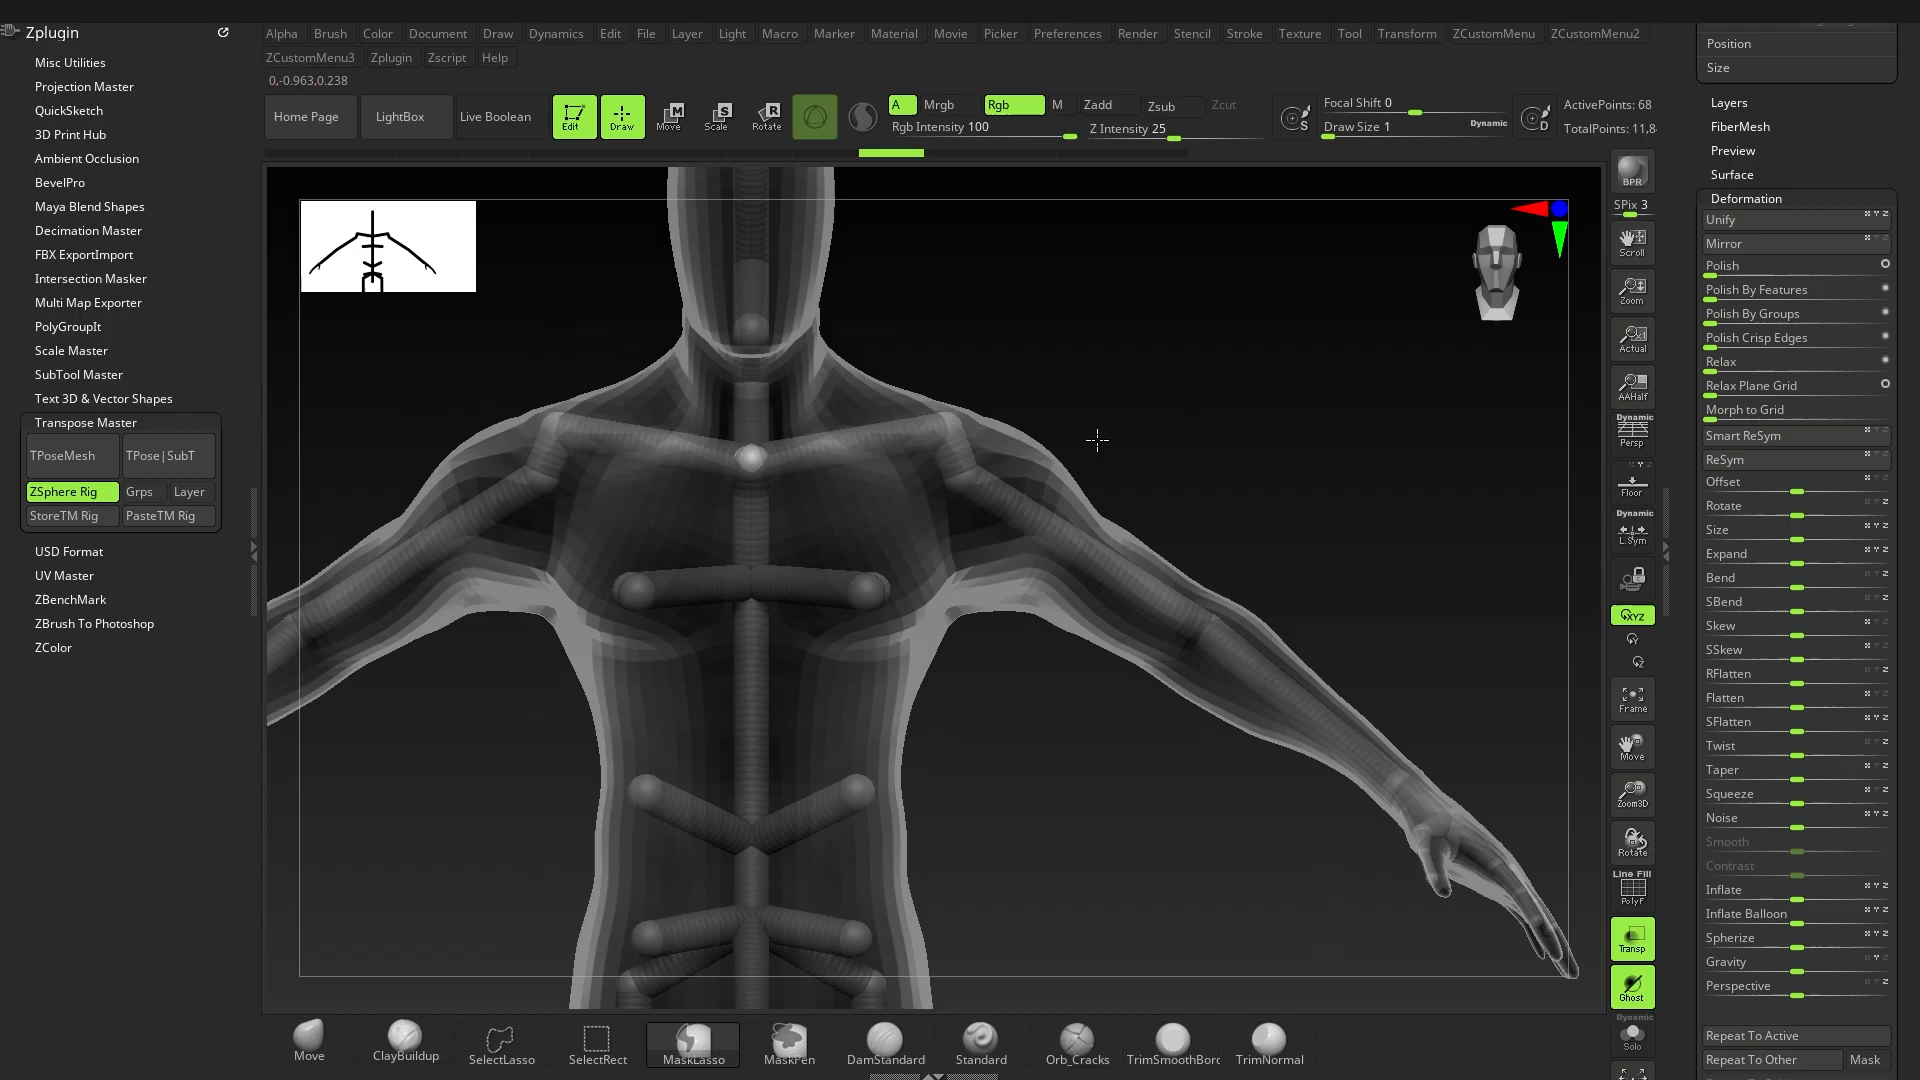 Zplugin
Misc Utilities
Projection Master
QuickSketch
3D Print Hub
Ambient Occlusion
BevelPro
Maya Blend Shapes
Decimation Master
FBX ExportImport
Intersection Masker
Multi Map Exporter
PolyGroupIt
Scale Master
SubTool Master
Text 3D & Vector Shapes
Transpose Master
TPoseMesh TPose|SubT
ZSphere Rig Grps Layer
StoreTM Rig PasteTM Rig
USD Format
UV Master
ZBenchMark
ZBrush To Photoshop
ZColor
Alpha Brush Color Document Draw Dynamics Edit File Layer Light Macro Marker Material Movie Picker Preferences Render Stencil Stroke Texture Tool Transform ZCustomMenu ZCustomMenu2
ZCustomMenu3 Zplugin Zscript Help
0,-0.963,0.238
Home Page LightBox Live Boolean Edit Draw Move Scale Rotate
A Mrgb Rgb M Zadd Zsub Zcut
Rgb Intensity 100 Z Intensity 25
S
Focal Shift 0
Draw Size 1 Dynamic
D
ActivePoints: 68
TotalPoints: 11,8
BPR
SPix 3
Scroll
Zoom
Actual
AAHalf
Dynamic
Persp
Floor
Dynamic
L.Sym
XYZ
Y
Z
Frame
Move
Zoom3D
Rotate
Line Fill
PolyF
Transp
Ghost
Dynamic
Solo
Position
Size
Layers
FiberMesh
Preview
Surface
Deformation
Unify
Mirror
Polish
Polish By Features
Polish By Groups
Polish Crisp Edges
Relax
Relax Plane Grid
Morph to Grid
Smart ReSym
ReSym
Offset
Rotate
Size
Expand
Bend
SBend
Skew
SSkew
RFlatten
Flatten
SFlatten
Twist
Taper
Squeeze
Noise
Smooth
Contrast
Inflate
Inflate Balloon
Spherize
Gravity
Perspective
Repeat To Active
Repeat To Other Mask
Move ClayBuildup SelectLasso SelectRect MaskLasso MaskPen DamStandard Standard Orb_Cracks TrimSmoothBorc TrimNormal